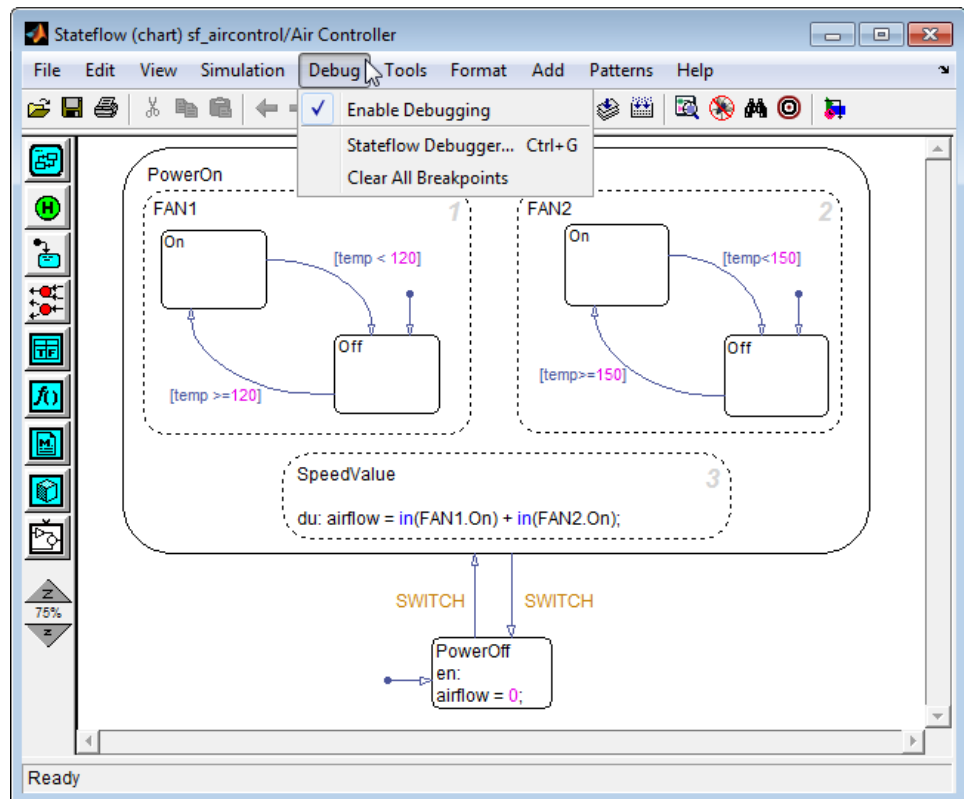 Stateflow (chart) sf_aircontrol/Air Controller
File Edit View Simulation Debug Tools Format Add Patterns Help
Enable Debugging
Stateflow Debugger... Ctrl+G
Clear All Breakpoints
PowerOn
FAN1 1
On
[temp < 120]
Off
[temp >=120]
FAN2 2
On
[temp<150]
Off
[temp>=150]
SpeedValue 3
du: airflow = in(FAN1.On) + in(FAN2.On);
SWITCH SWITCH
PowerOff
en:
airflow = 0;
H
T F
f()
M
Z
75%
z
Ready